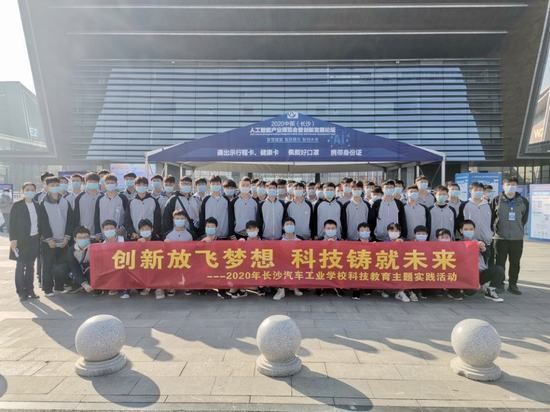 2020中国(长沙)
人工智能产业博览会暨创新发展论坛
请出示行程卡、健康卡 佩戴好口罩 携带身份证
创新放飞梦想 科技铸就未来
---2020年长沙汽车工业学校科技教育主题实践活动